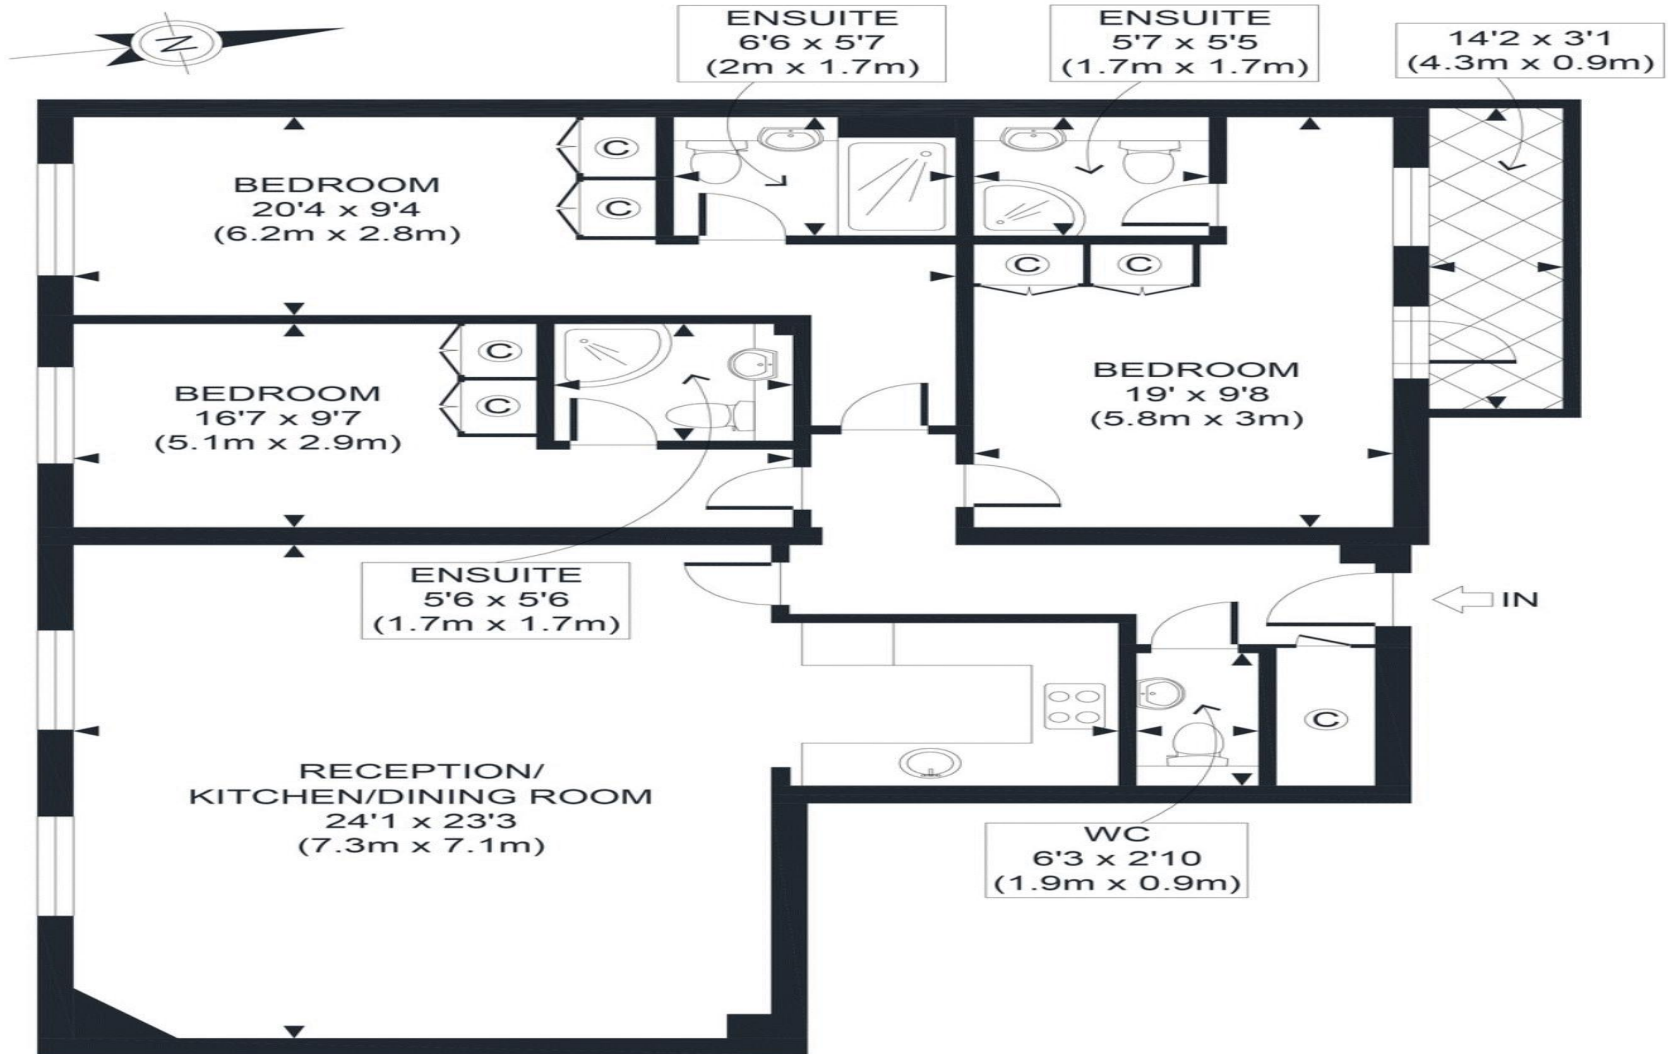 N
ENSUITE
6'6 x 5'7
(2m x 1.7m)
ENSUITE
5'7 x 5'5
(1.7m x 1.7m)
14'2 x 3'1
(4.3m x 0.9m)
BEDROOM
20'4 x 9'4
(6.2m x 2.8m)
C
C
C
C
BEDROOM
19' x 9'8
(5.8m x 3m)
BEDROOM
16'7 x 9'7
(5.1m x 2.9m)
C
C
ENSUITE
5'6 x 5'6
(1.7m x 1.7m)
IN
RECEPTION/
KITCHEN/DINING ROOM
24'1 x 23'3
(7.3m x 7.1m)
C
WC
6'3 x 2'10
(1.9m x 0.9m)